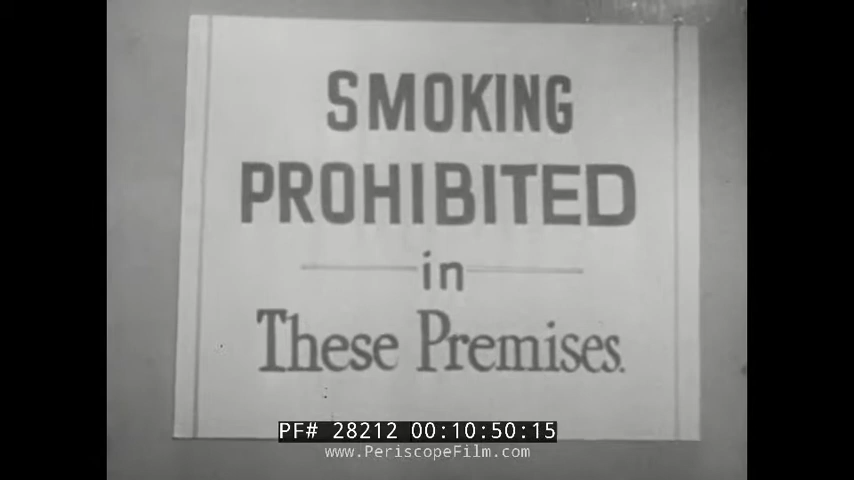 SMOKING
PROHIBITED
in
These Premises.
PF# 28212 00:10:50:15
www.PeriscopeFilm.com